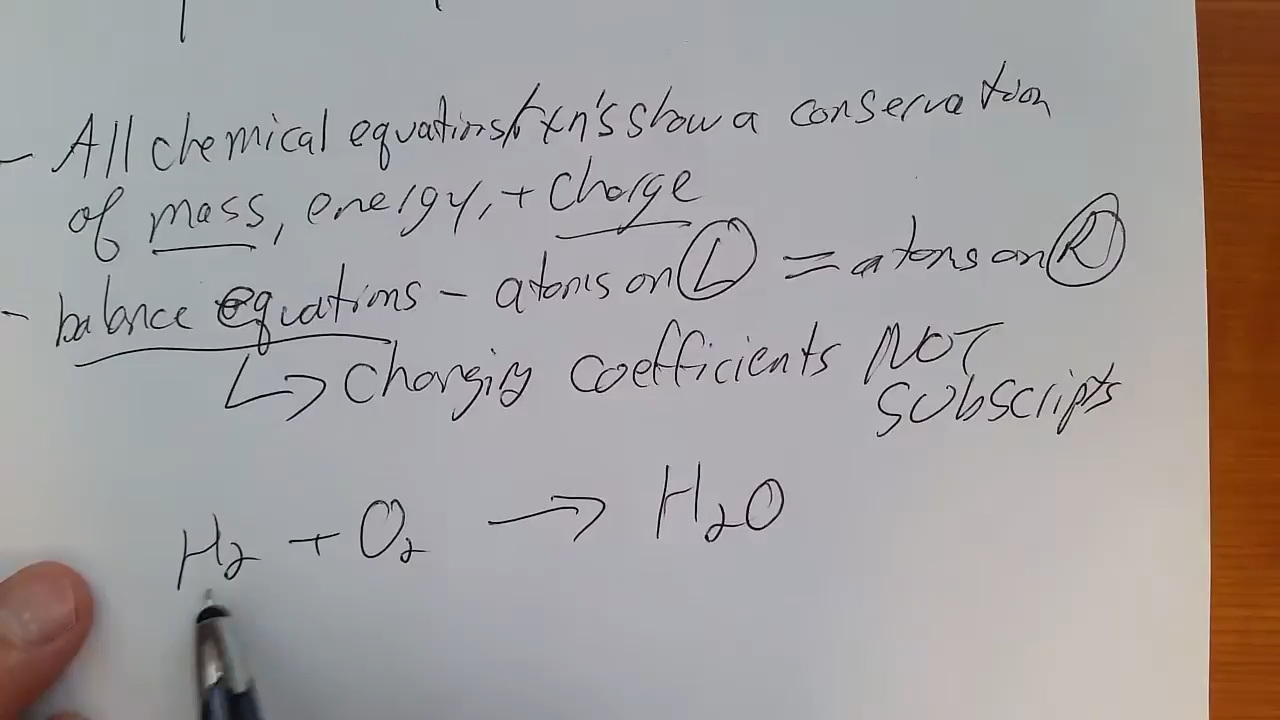 - All chemical equations/rxn's show a conservation
of mass, energy, + charge
- balance equations - atoms on L = atoms on R
↳ Changing coefficients NOT
SUBSCRIPTS
H₂ + O₂ → H₂O